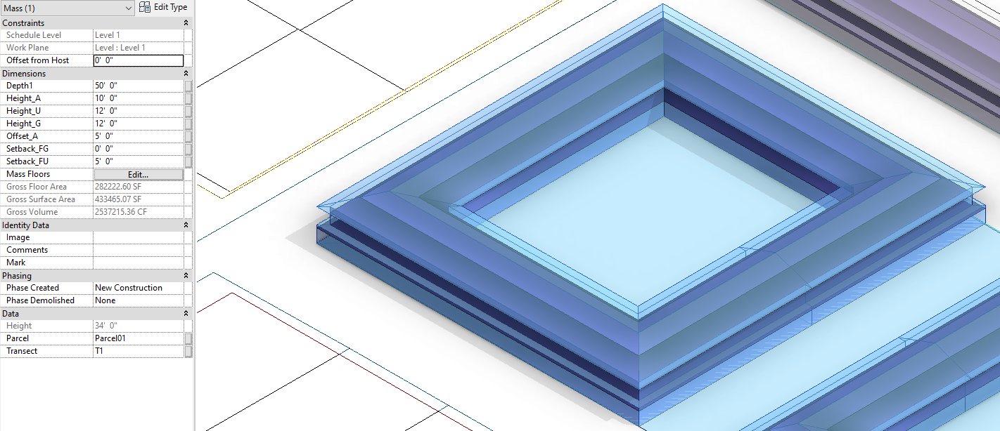 Mass (1) Edit Type
Constraints
Schedule Level Level 1
Work Plane Level : Level 1
Offset from Host 0' 0"
Dimensions
Depth1 50' 0"
Height_A 10' 0"
Height_U 12' 0"
Height_G 12' 0"
Offset_A 5' 0"
Setback_FG 0' 0"
Setback_FU 5' 0"
Mass Floors Edit...
Gross Floor Area 282222.60 SF
Gross Surface Area 433465.07 SF
Gross Volume 2537215.36 CF
Identity Data
Image
Comments
Mark
Phasing
Phase Created New Construction
Phase Demolished None
Data
Height 34' 0"
Parcel Parcel01
Transect T1